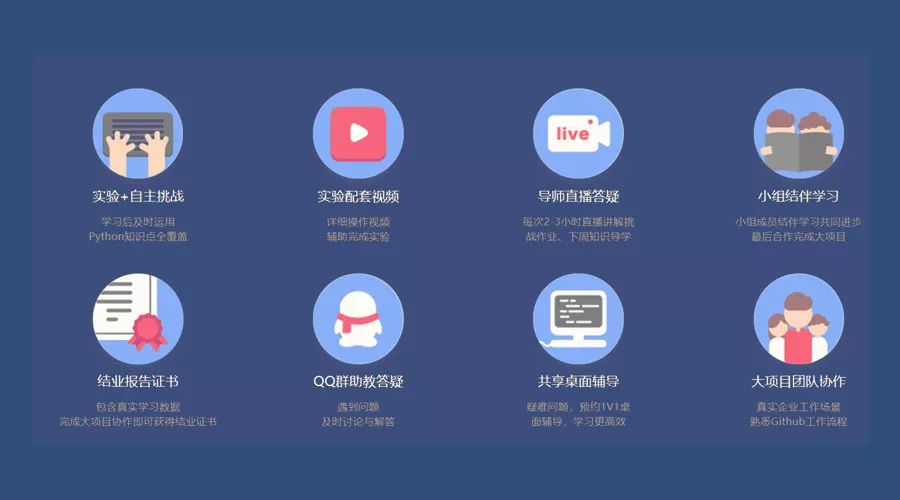 live
实验+自主挑战
实验配套视频
导师直播答疑
小组结伴学习
学习后及时运用
Python知识点全覆盖
详细操作视频
辅助完成实验
每次2-3小时直播讲解挑
战作业、下周知识导学
小组成员结伴学习共同进步
最后合作完成大项目
结业报告证书
QQ群助教答疑
共享桌面辅导
大项目团队协作
包含真实学习数据
完成大项目协作即可获得结业证书
遇到问题
及时讨论与解答
疑难问题，预约1V1桌
面辅导，学习更高效
真实企业工作场景
熟悉Github工作流程